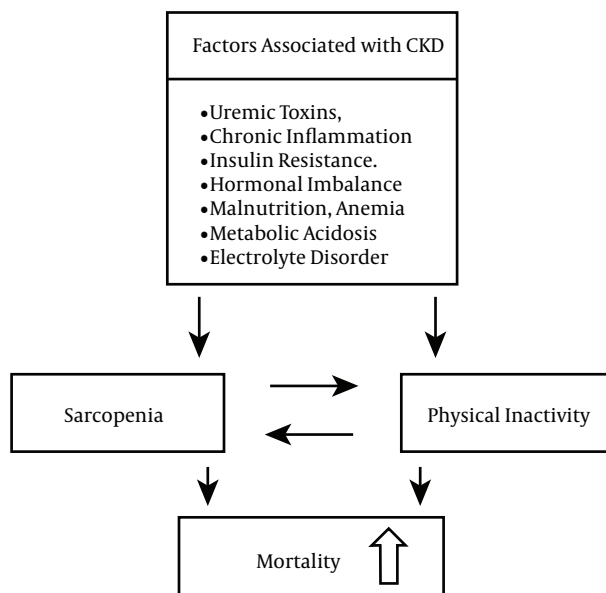 Factors Associated with CKD
•Uremic Toxins,
•Chronic Inflammation
•Insulin Resistance.
•Hormonal Imbalance
•Malnutrition, Anemia
•Metabolic Acidosis
•Electrolyte Disorder
Sarcopenia
Physical Inactivity
Mortality